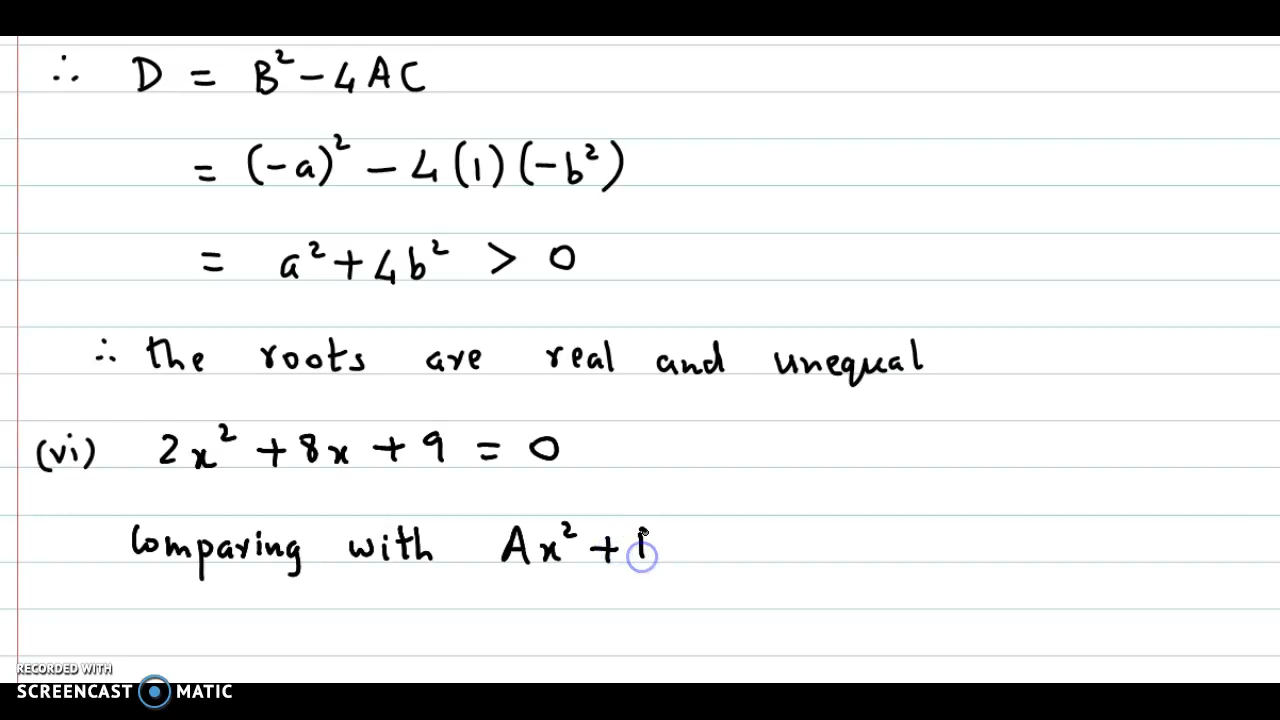 ∴ D = B² - 4AC
= (-a)² - 4(1)(-b²)
= a² + 4b² > 0
∴ the roots are real and unequal
(vi) 2x² + 8x + 9 = 0
Comparing with Ax² +
RECORDED WITH
SCREENCAST MATIC